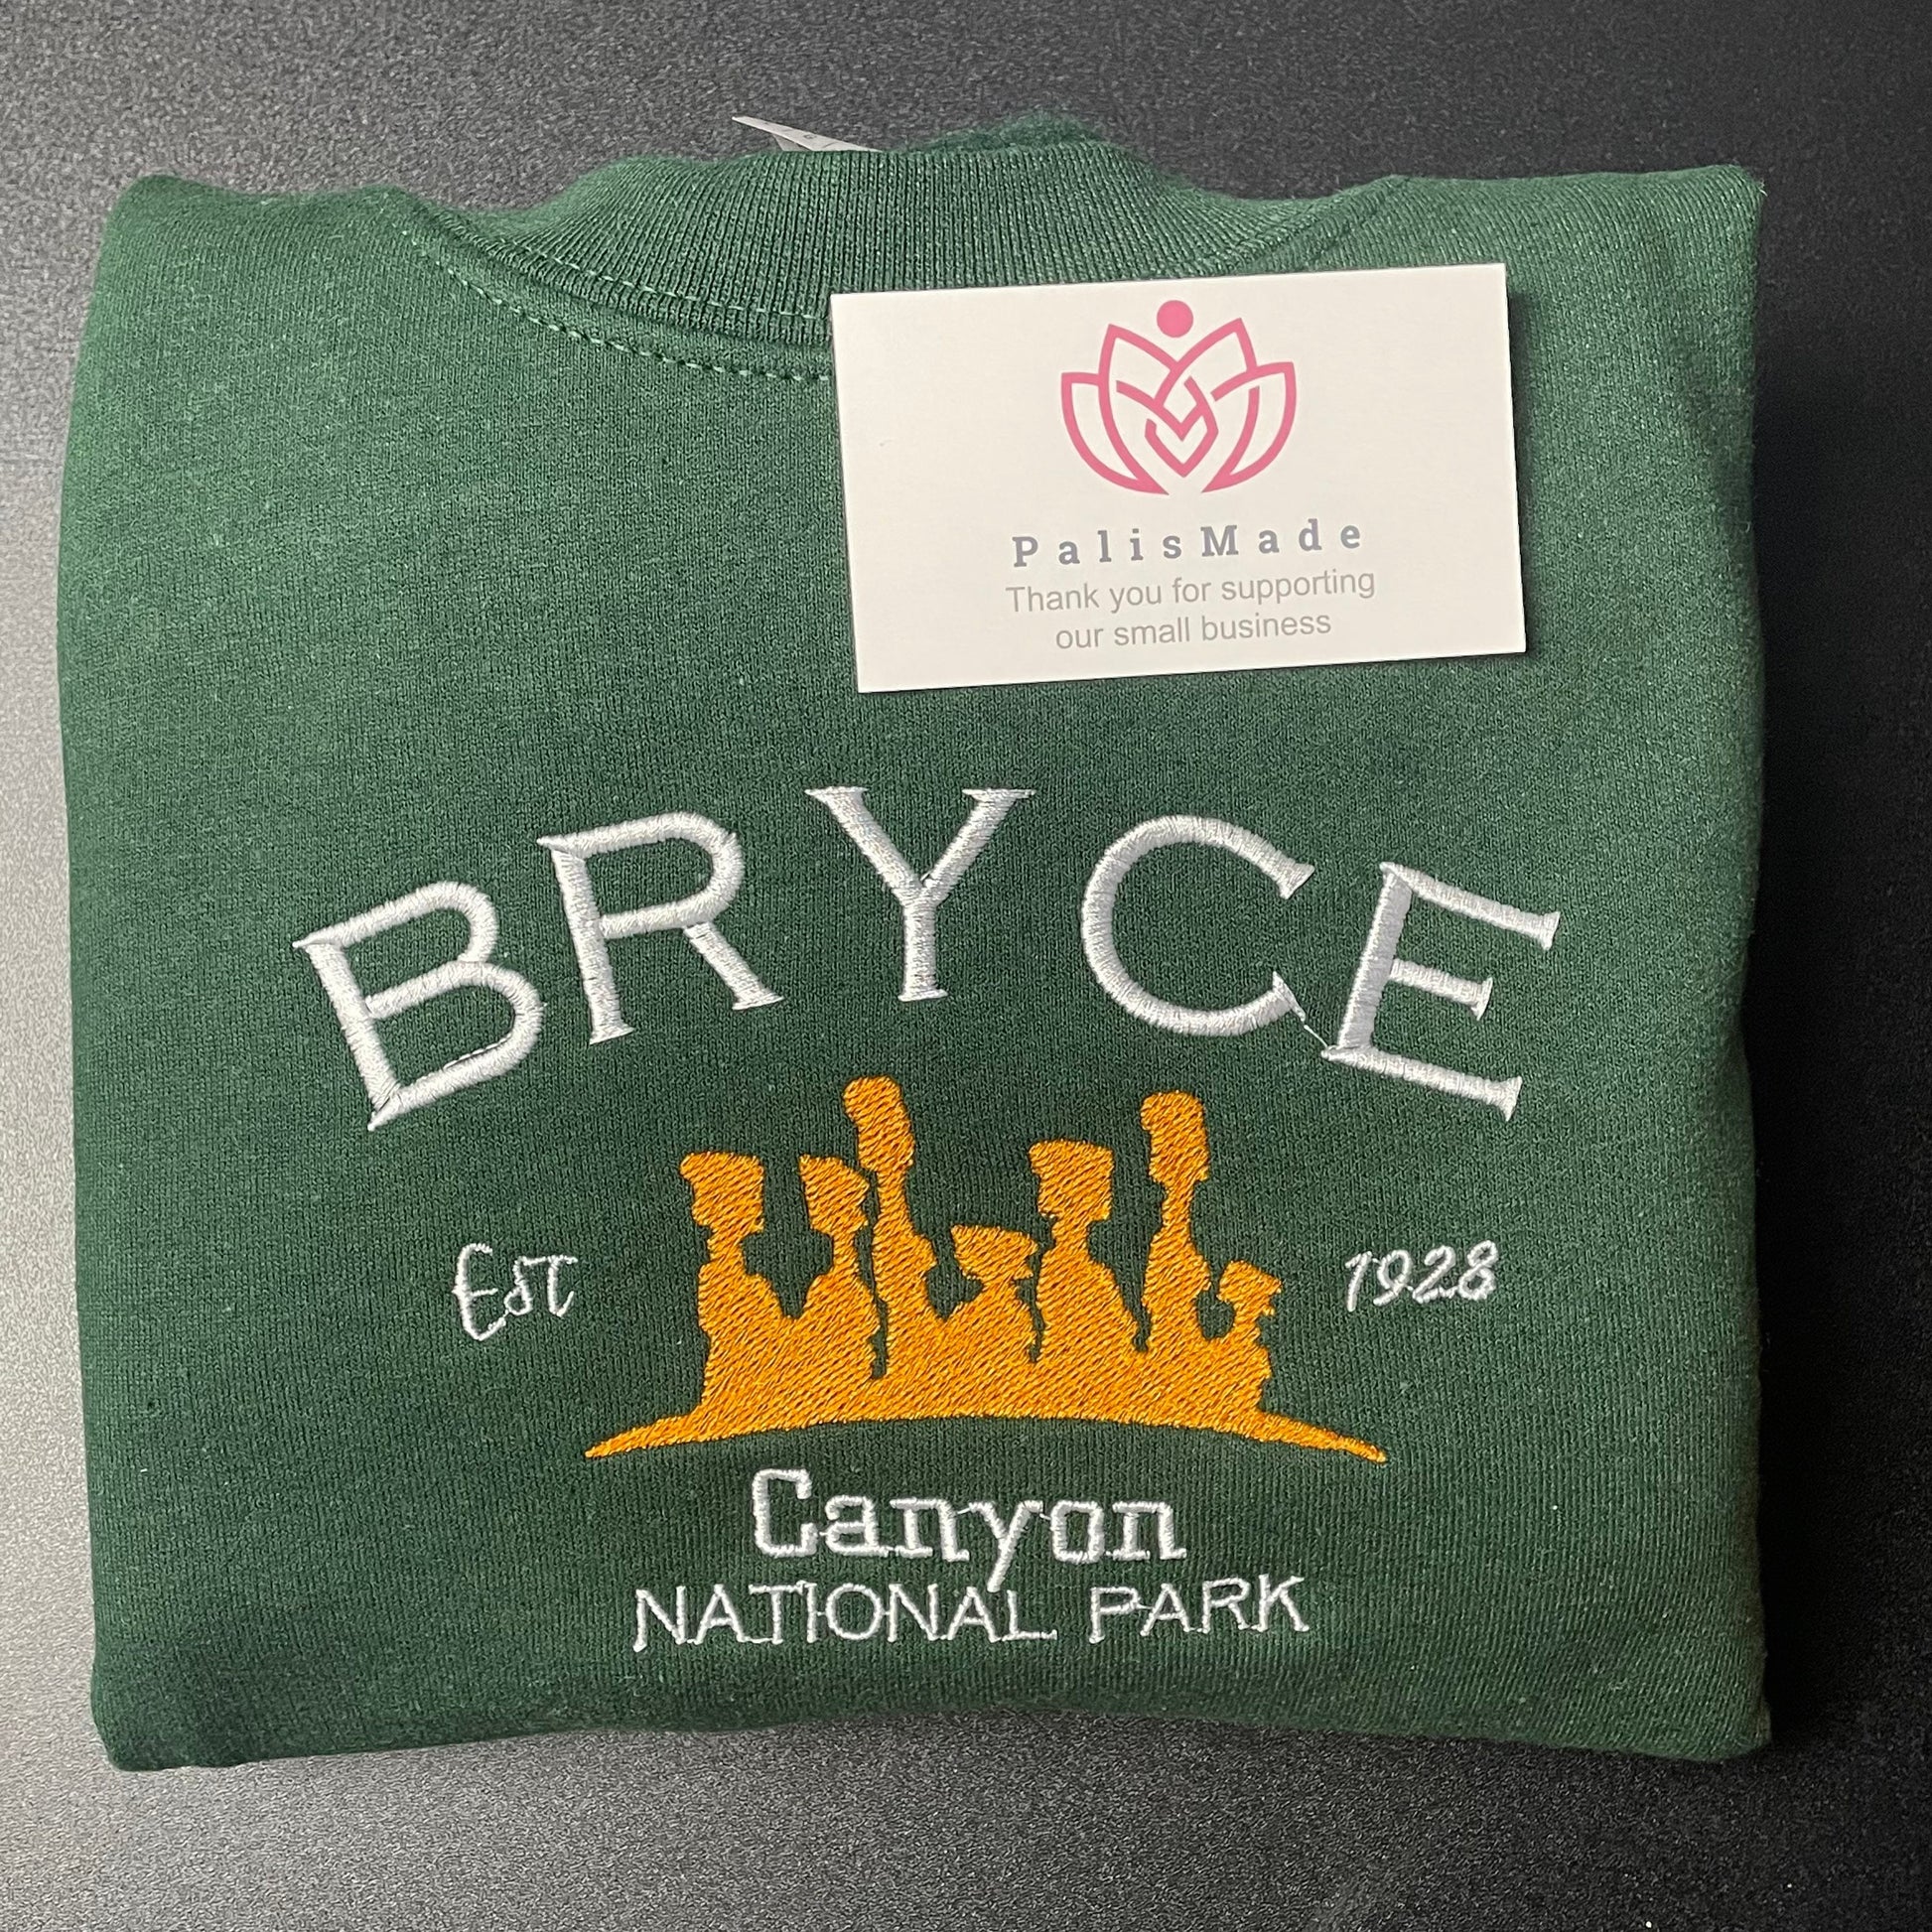 PalisMade
Thank you for supporting
our small business
BRYCE
Est 1928
Canyon
NATIONAL PARK